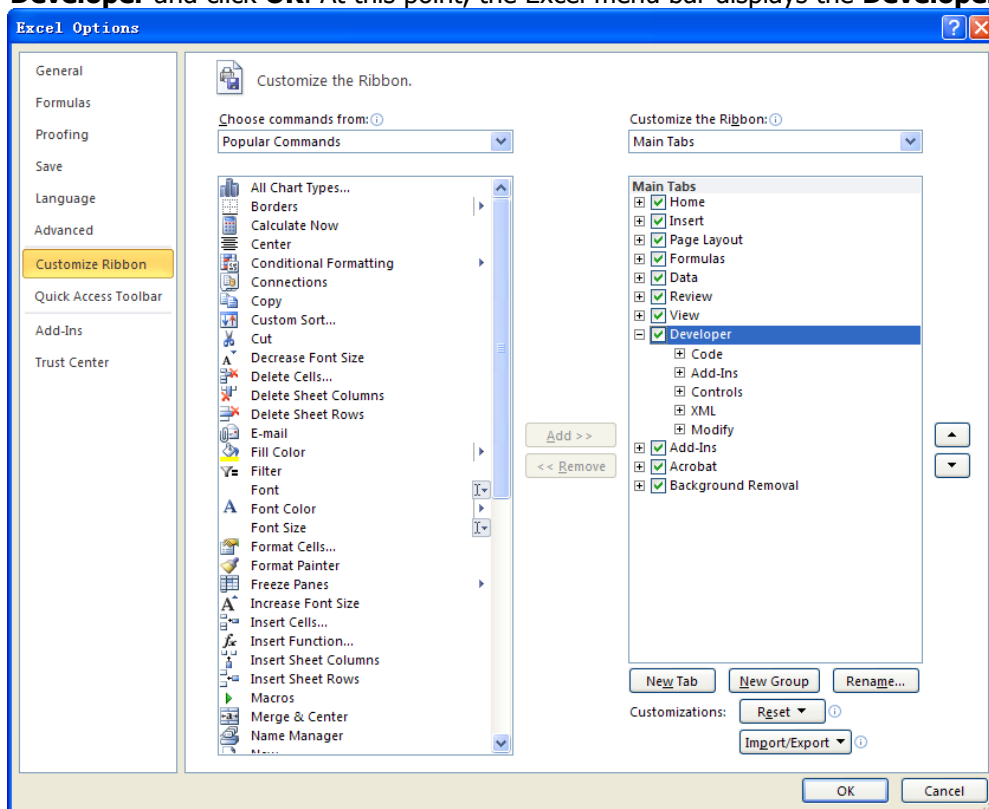 Developer and click OK. At this point, the Excel menu bar displays the Developer
Excel Options
General
Formulas
Proofing
Save
Language
Advanced
Customize Ribbon
Quick Access Toolbar
Add-Ins
Trust Center
Customize the Ribbon.
Choose commands from:
Popular Commands
All Chart Types...
Borders
Calculate Now
Center
Conditional Formatting
Connections
Copy
Custom Sort...
Cut
Decrease Font Size
Delete Cells...
Delete Sheet Columns
Delete Sheet Rows
E-mail
Fill Color
Filter
Font
Font Color
Font Size
Format Cells...
Format Painter
Freeze Panes
Increase Font Size
Insert Cells...
Insert Function...
Insert Sheet Columns
Insert Sheet Rows
Macros
Merge & Center
Name Manager
Add >>
<< Remove
Customize the Ribbon:
Main Tabs
Main Tabs
Home
Insert
Page Layout
Formulas
Data
Review
View
Developer
Code
Add-Ins
Controls
XML
Modify
Add-Ins
Acrobat
Background Removal
New Tab
New Group
Rename...
Customizations:
Reset
Import/Export
OK
Cancel